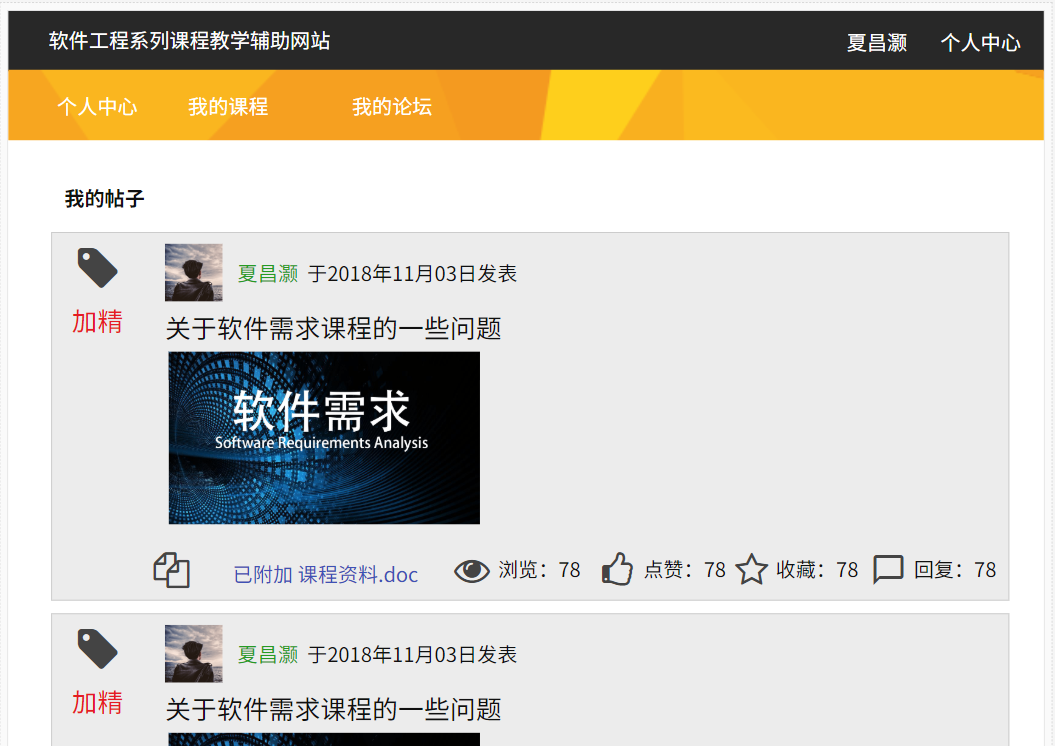 软件工程系列课程教学辅助网站 夏昌灏 个人中心
个人中心 我的课程 我的论坛
我的帖子
夏昌灏 于2018年11月03日发表
加精
关于软件需求课程的一些问题
软件需求
Software Requirements Analysis
已附加 课程资料.doc 浏览：78 点赞：78 收藏：78 回复：78
夏昌灏 于2018年11月03日发表
加精
关于软件需求课程的一些问题